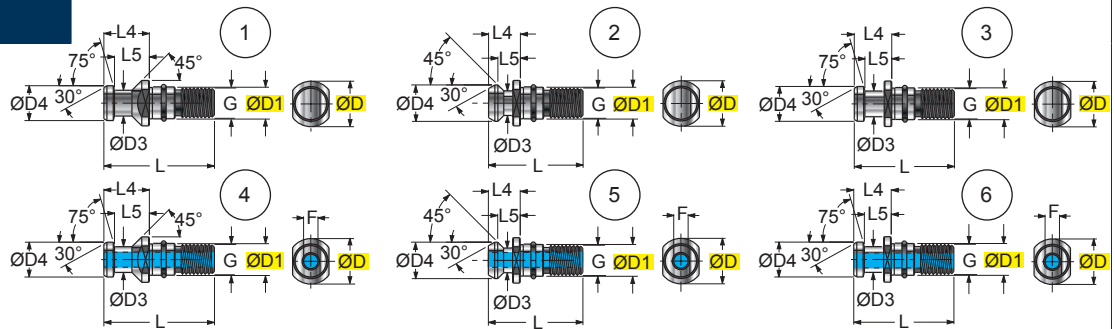 L4 1
L5
75° 45°
ØD4 30° G ØD1 ØD
ØD3
L
L4 2
45° L5
ØD4 30° G ØD1 ØD
ØD3
L
L4 3
75° L5
ØD4 30° G ØD1 ØD
ØD3
L
L4 4
75° L5 45° F
ØD4 30° G ØD1 ØD
ØD3
L
L4 5
45° L5 F
ØD4 30° G ØD1 ØD
ØD3
L
L4 6
75° L5 F
ØD4 30° G ØD1 ØD
ØD3
L